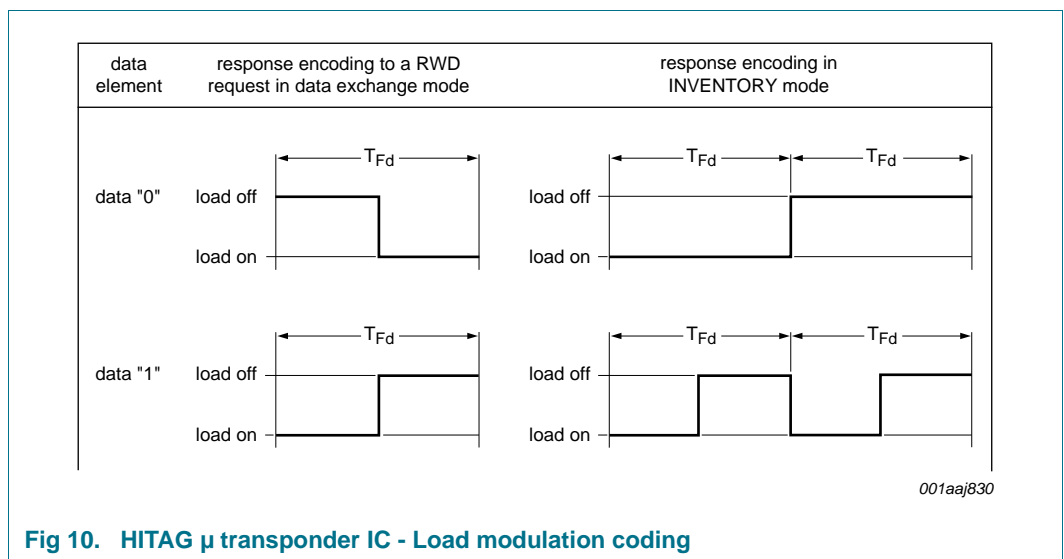 data element
response encoding to a RWD request in data exchange mode
response encoding in INVENTORY mode
TFd
TFd
TFd
data "0"
load off
load off
load on
load on
TFd
TFd
TFd
data "1"
load off
load off
load on
load on
001aaj830
Fig 10. HITAG µ transponder IC - Load modulation coding